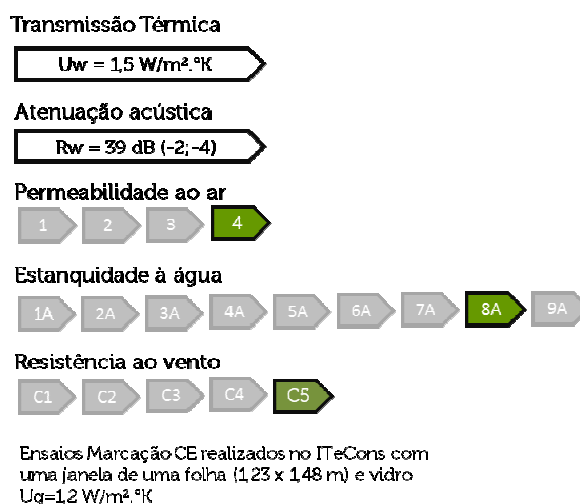 Transmissão Térmica
Uw = 1,5 W/m².°K
Atenuação acústica
Rw = 39 dB (-2;-4)
Permeabilidade ao ar
1 2 3 4
Estanquidade à água
1A 2A 3A 4A 5A 6A 7A 8A 9A
Resistência ao vento
C1 C2 C3 C4 C5
Ensaios Marcação CE realizados no ITeCons com
uma janela de uma folha (1,23 x 1,48 m) e vidro
Ug=1,2 W/m².°K